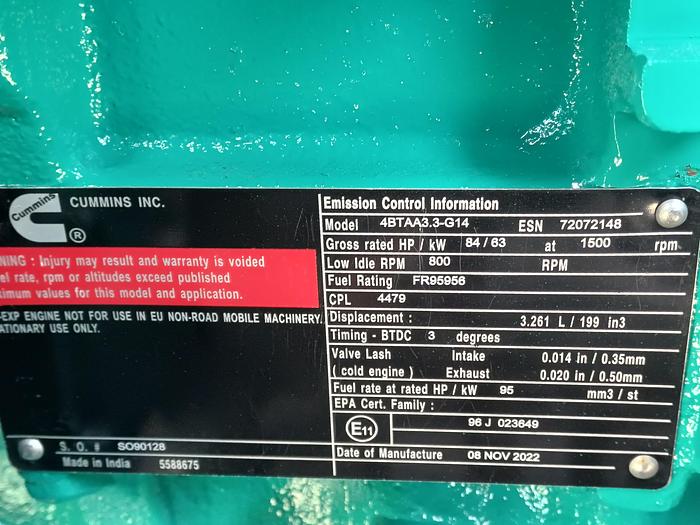 Cummins
®
CUMMINS INC.
NING : Injury may result and warranty is voided
el rate, rpm or altitudes exceed published
ximum values for this model and application.
-EXP ENGINE NOT FOR USE IN EU NON-ROAD MOBILE MACHINERY.
ATIONARY USE ONLY.
S. O. # SO90128
Made in India 5588675
Emission Control Information
Model 4BTAA3.3-G14 ESN 72072148
Gross rated HP / kW 84 / 63 at 1500 rpm
Low Idle RPM 800 RPM
Fuel Rating FR95956
CPL 4479
Displacement : 3.261 L / 199 in3
Timing - BTDC 3 degrees
Valve Lash Intake 0.014 in / 0.35mm
( cold engine ) Exhaust 0.020 in / 0.50mm
Fuel rate at rated HP / kW 95 mm3 / st
EPA Cert. Family :
E11 96 J 023649
Date of Manufacture 08 NOV 2022